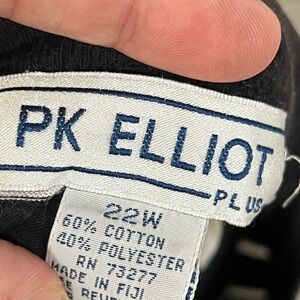 PK ELLIOT
PLUS
22W
60% COTTON
40% POLYESTER
RN 73277
MADE IN FIJI